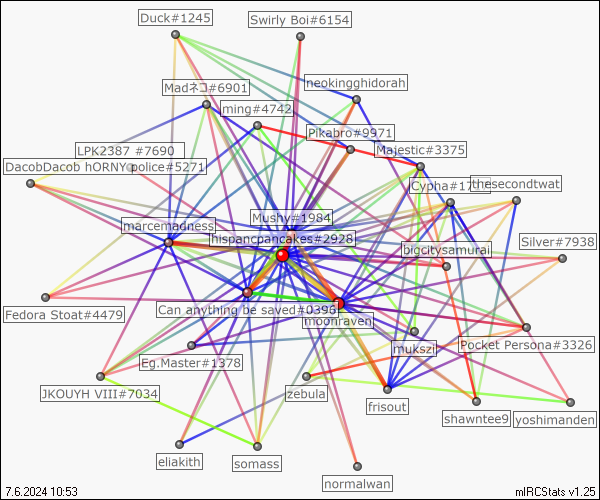 Duck#1245
Swirly Boi#6154
Madネコ#6901
neokingghidorah
ming#4742
Pikabro#9971
LPK2387 #7690
Majestic#3375
DacobDacob hORNY police#5271
Cypha#17
thesecondtwat
marcemadness
Mushy#1984
hispancpancakes#2928
bigcitysamurai
Silver#7938
Fedora Stoat#4479
Can anything be saved#0396
moonraven
mukszi
Pocket Persona#3326
Eg.Master#1378
JKOUYH VIII#7034
zebula
frisout
shawntee9
yoshimanden
eliakith
somass
normalwan
7.6.2024 10:53
mIRCStats v1.25